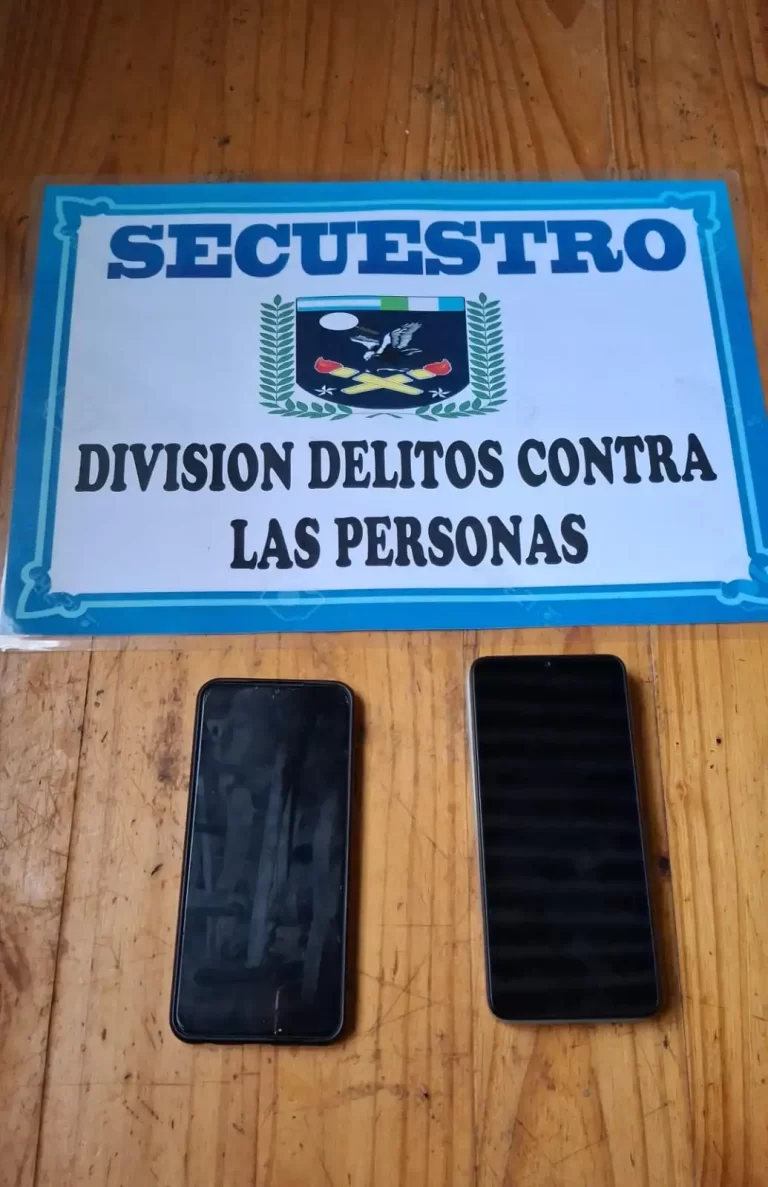 SECUESTRO
DIVISION DELITOS CONTRA
LAS PERSONAS